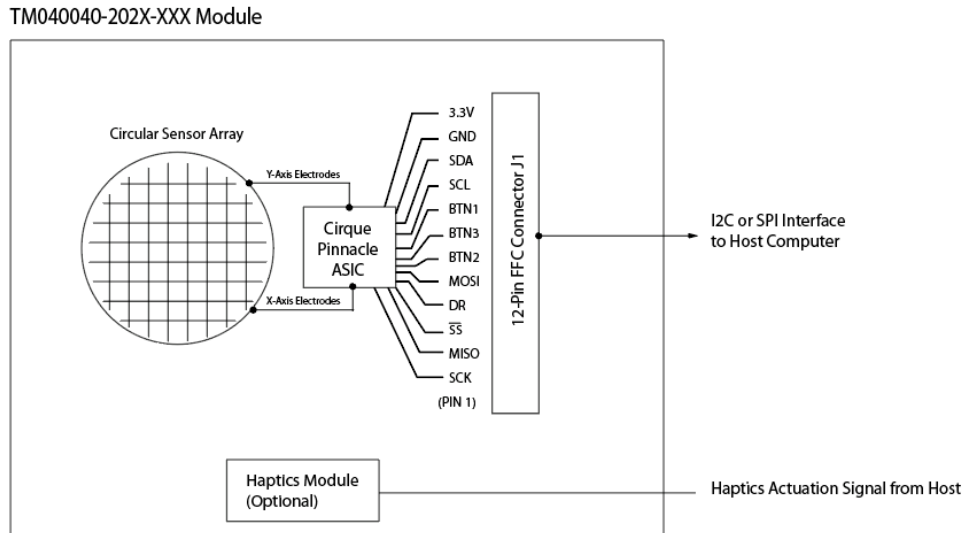 TM040040-202X-XXX Module
Circular Sensor Array
Y-Axis Electrodes
X-Axis Electrodes
Cirque
Pinnacle
ASIC
3.3V
GND
SDA
SCL
BTN1
BTN3
BTN2
MOSI
DR
S̅S̅
MISO
SCK
(PIN 1)
12-Pin FFC Connector J1
I2C or SPI Interface
to Host Computer
Haptics Module
(Optional)
Haptics Actuation Signal from Host